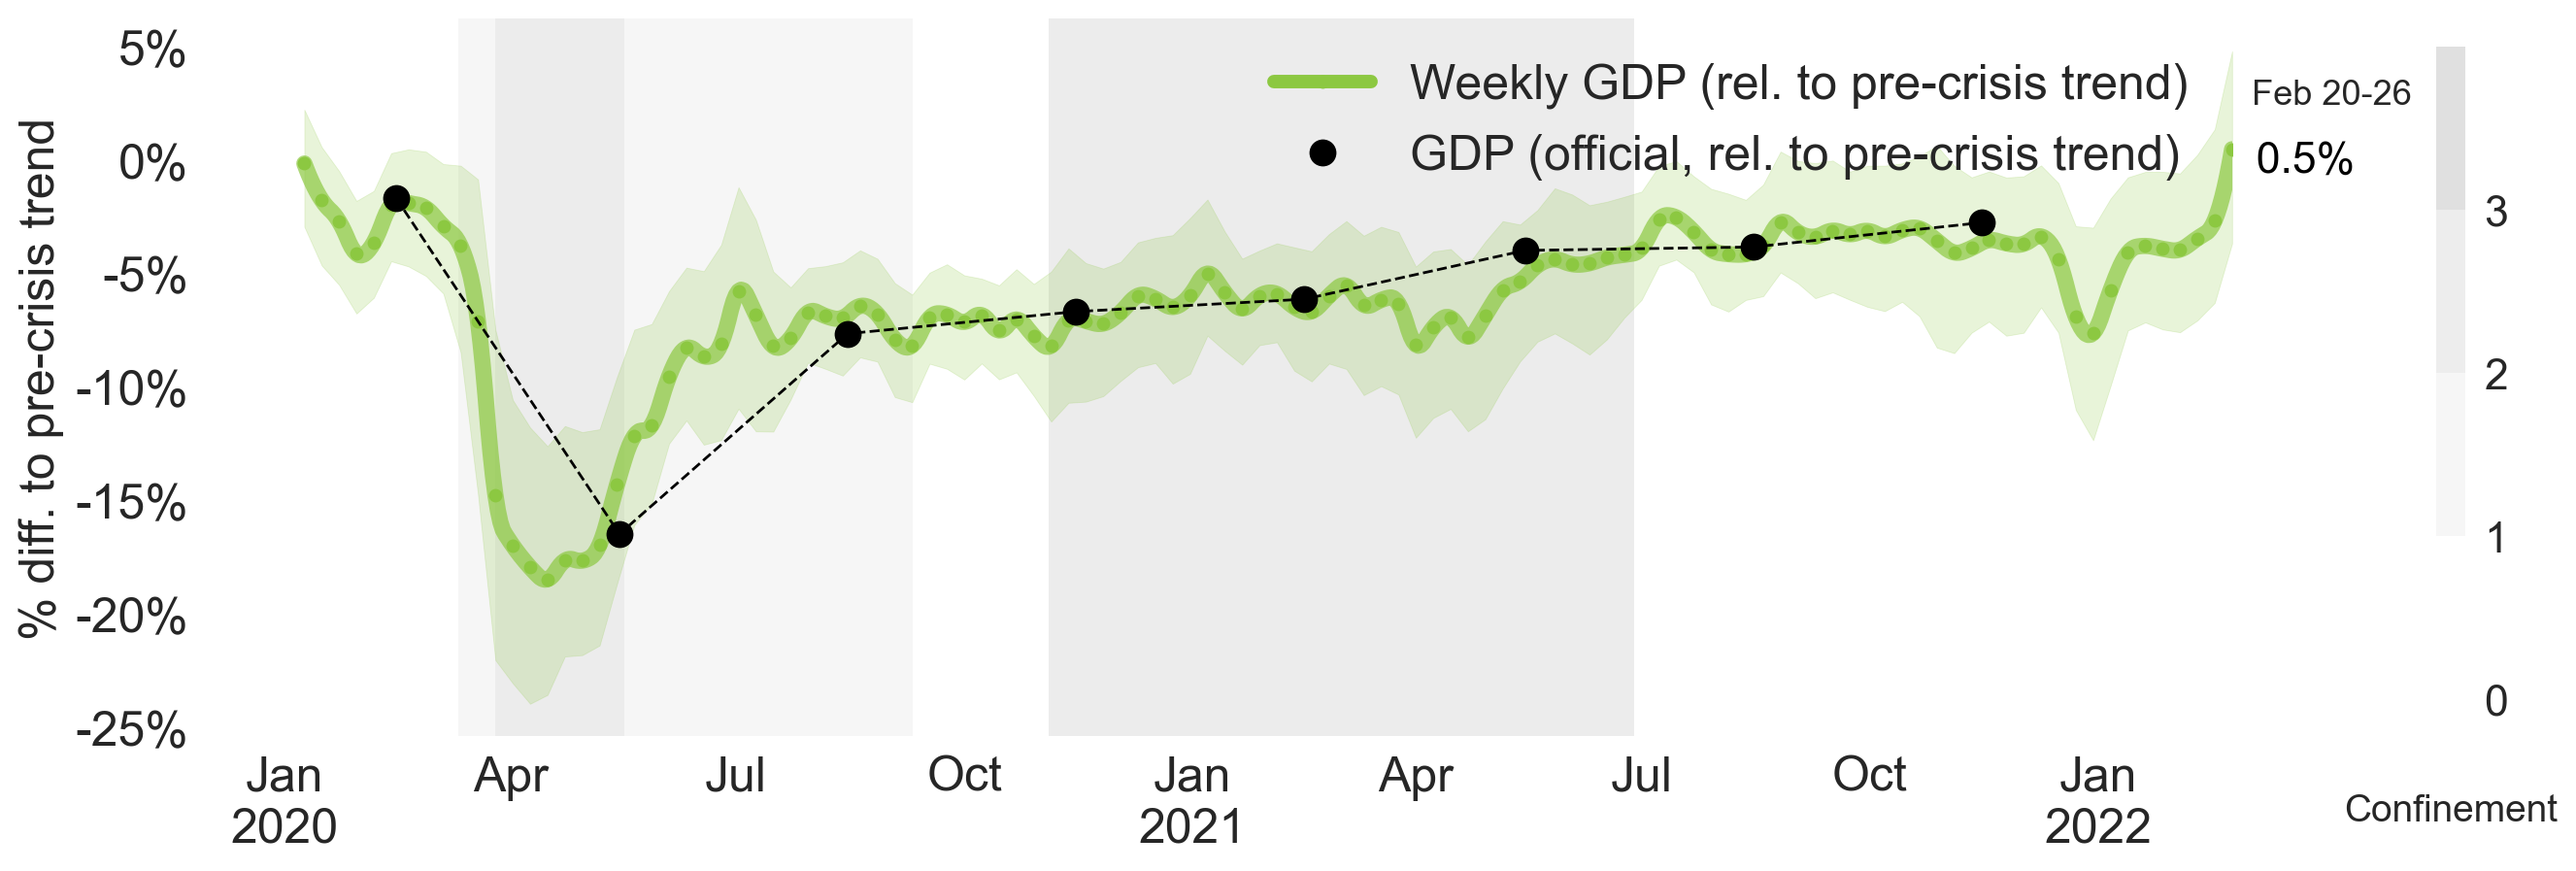 % diff. to pre-crisis trend
5%
0%
-5%
-10%
-15%
-20%
-25%
Weekly GDP (rel. to pre-crisis trend)
GDP (official, rel. to pre-crisis trend)
Feb 20-26
0.5%
3
2
1
0
Confinement
Jan Apr Jul Oct Jan Apr Jul Oct Jan
2020 2021 2022